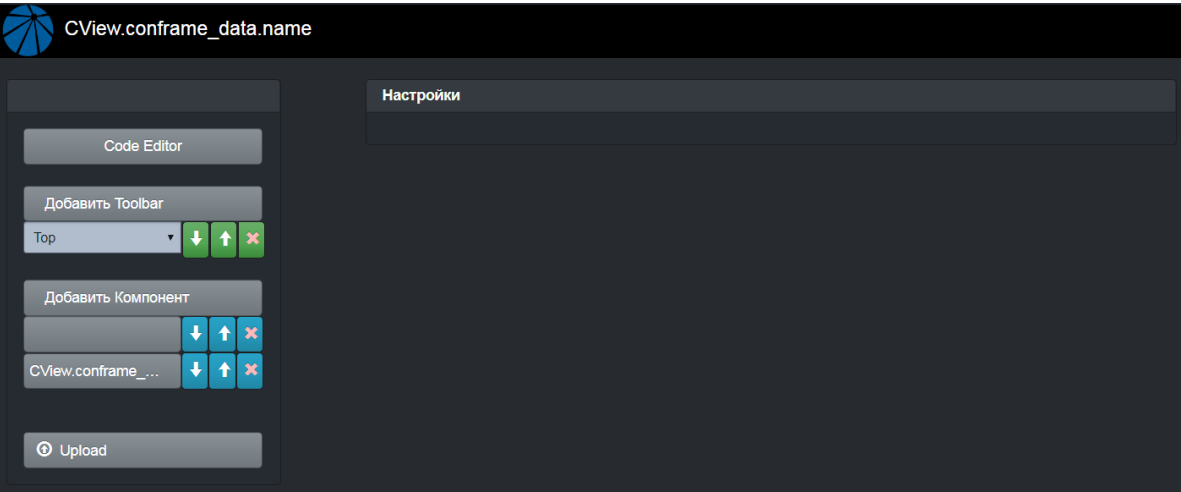 CView.conframe_data.name
Настройки
Code Editor
Добавить Toolbar
Top
Добавить Компонент
CView.conframe_...
Upload